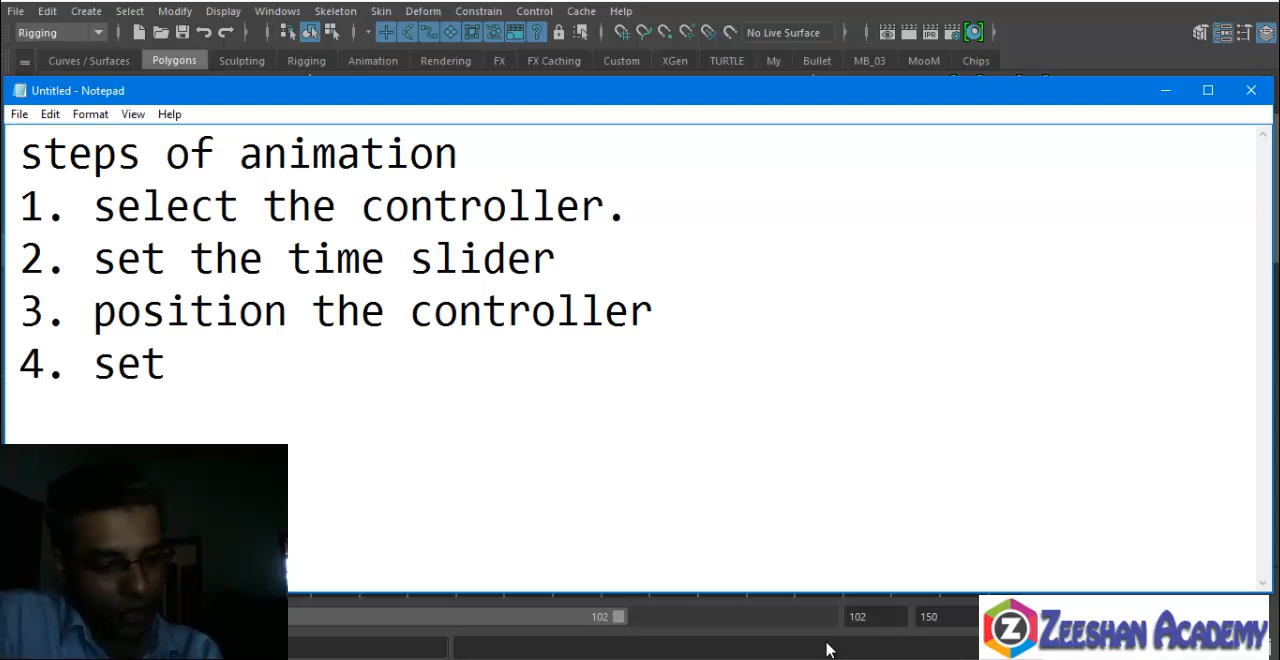 File Edit Create Select Modify Display Windows Skeleton Skin Deform Constrain Control Cache Help
Rigging No Live Surface
Curves / Surfaces Polygons Sculpting Rigging Animation Rendering FX FX Caching Custom XGen TURTLE My Bullet MB_03 MooM Chips
Untitled - Notepad
File Edit Format View Help
steps of animation
1. select the controller.
2. set the time slider
3. position the controller
4. set
102 102 150
Z ZEESHAN ACADEMY